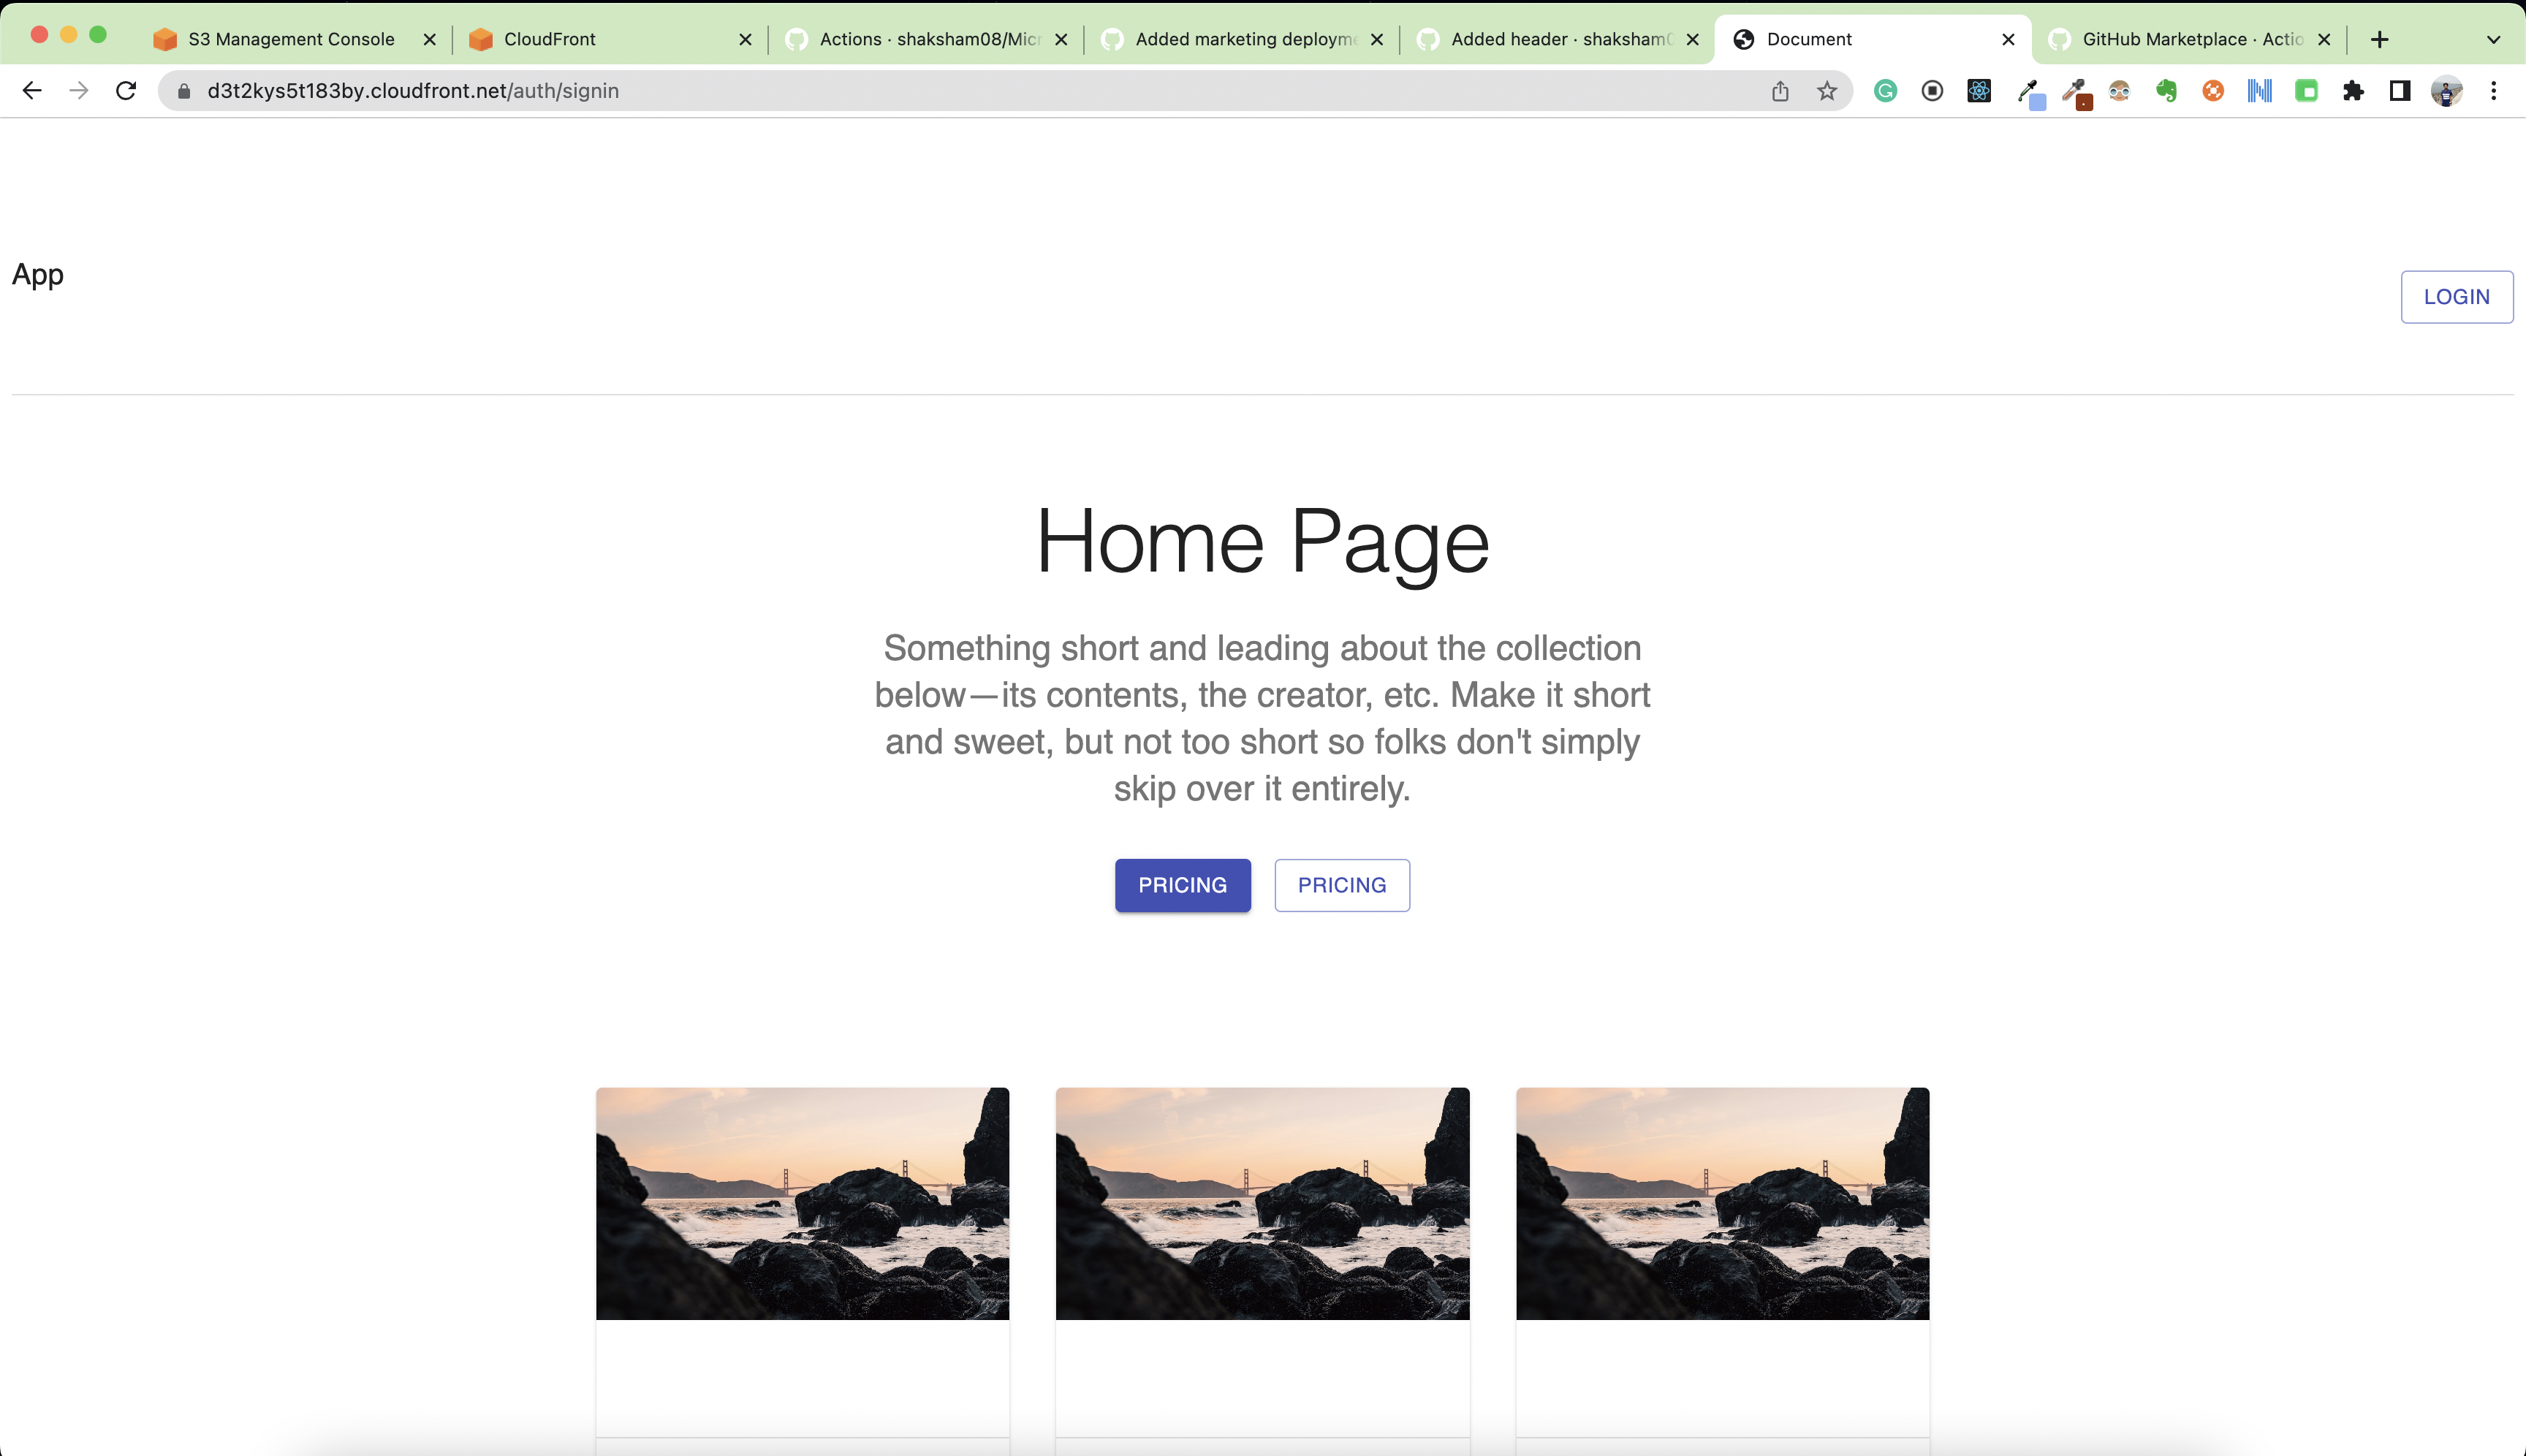 S3 Management Console
CloudFront
Actions · shaksham08/Micr
Added marketing deployme
Added header · shaksham0
Document
GitHub Marketplace · Actio
d3t2kys5t183by.cloudfront.net/auth/signin
App
LOGIN
Home Page
Something short and leading about the collection
below—its contents, the creator, etc. Make it short
and sweet, but not too short so folks don't simply
skip over it entirely.
PRICING
PRICING